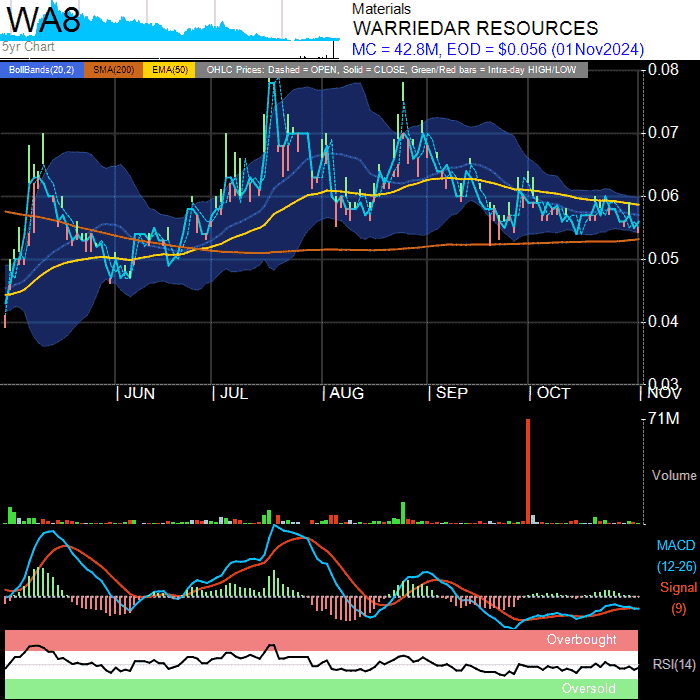 WA8
5yr Chart
Materials
WARRIEDAR RESOURCES
MC = 42.8M, EOD = $0.056 (01Nov2024)
BollBands(20,2) SMA(200) EMA(50) OHLC Prices: Dashed = OPEN, Solid = CLOSE, Green/Red bars = Intra-day HIGH/LOW
0.08
0.07
0.06
0.05
0.04
0.03
JUN JUL AUG SEP OCT NOV
71M
Volume
MACD
(12-26)
Signal
(9)
Overbought
RSI(14)
Oversold